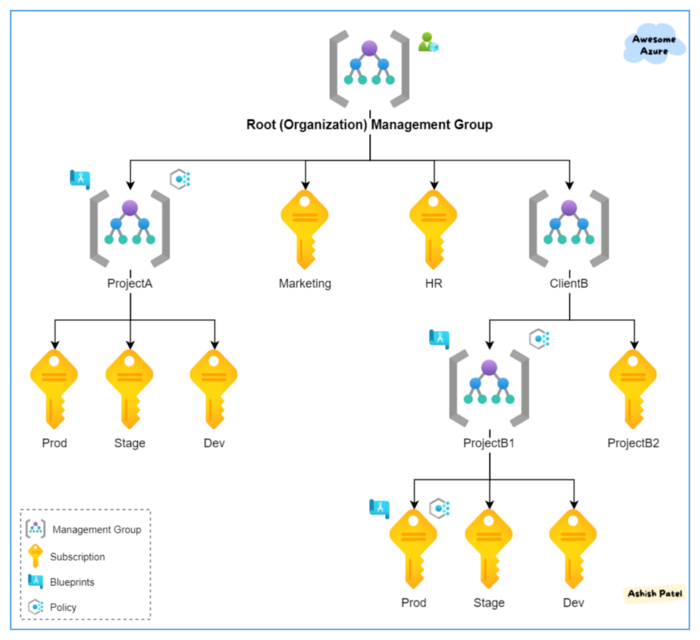 Awesome
Azure
Root (Organization) Management Group
ProjectA
Marketing
HR
ClientB
Prod
Stage
Dev
ProjectB1
ProjectB2
Prod
Stage
Dev
Management Group
Subscription
Blueprints
Policy
Ashish Patel